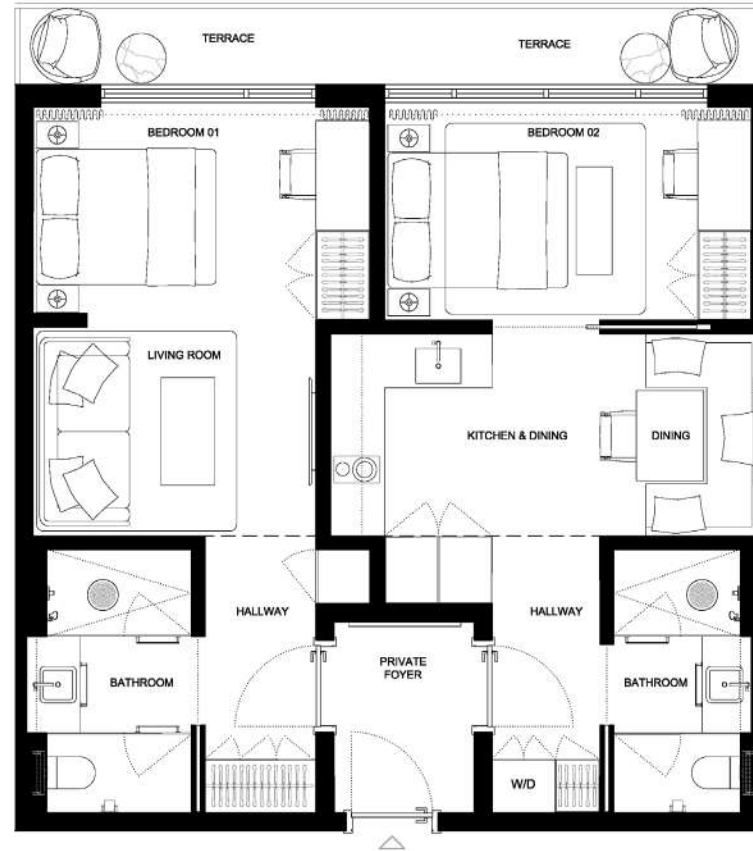 TERRACE
TERRACE
BEDROOM 01
BEDROOM 02
LIVING ROOM
KITCHEN & DINING
DINING
HALLWAY
HALLWAY
PRIVATE
FOYER
BATHROOM
BATHROOM
W/D